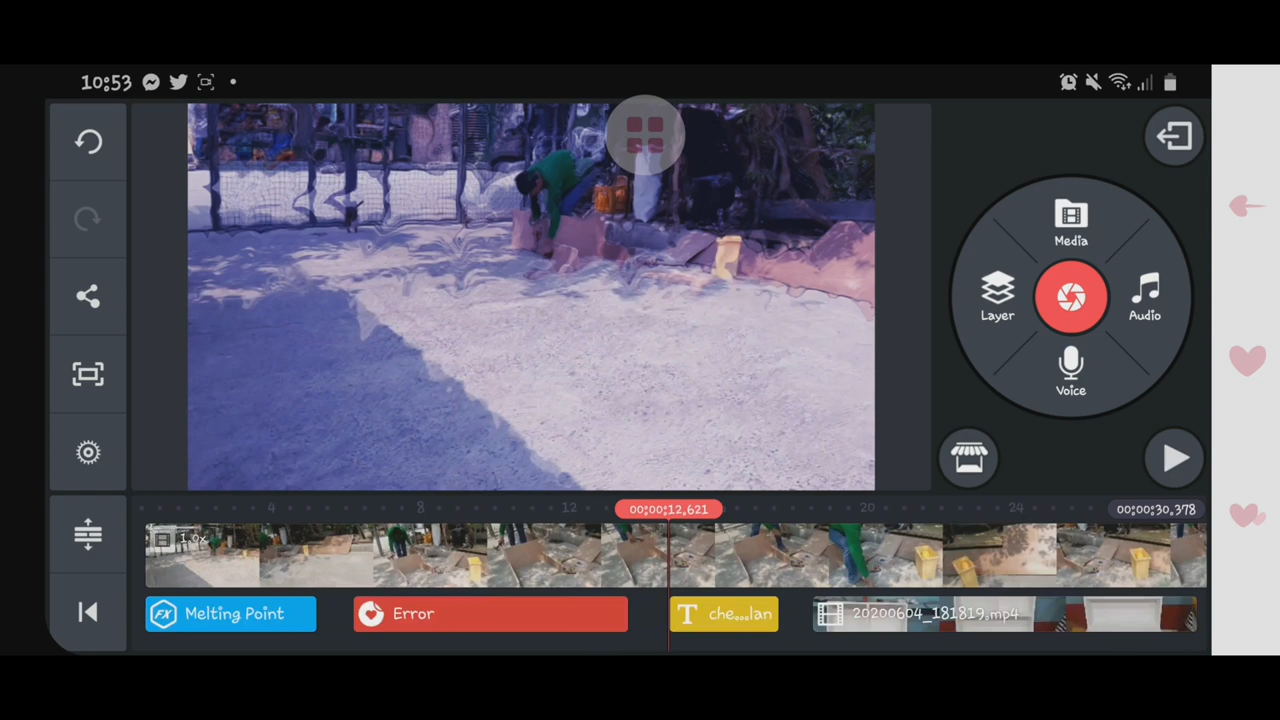 10:53
Media
Layer
Audio
Voice
4
8
12
00:00:12,621
20
24
00:00:30,378
1.0x
FX Melting Point
Error
T che...lan
20200604_181819.mp4